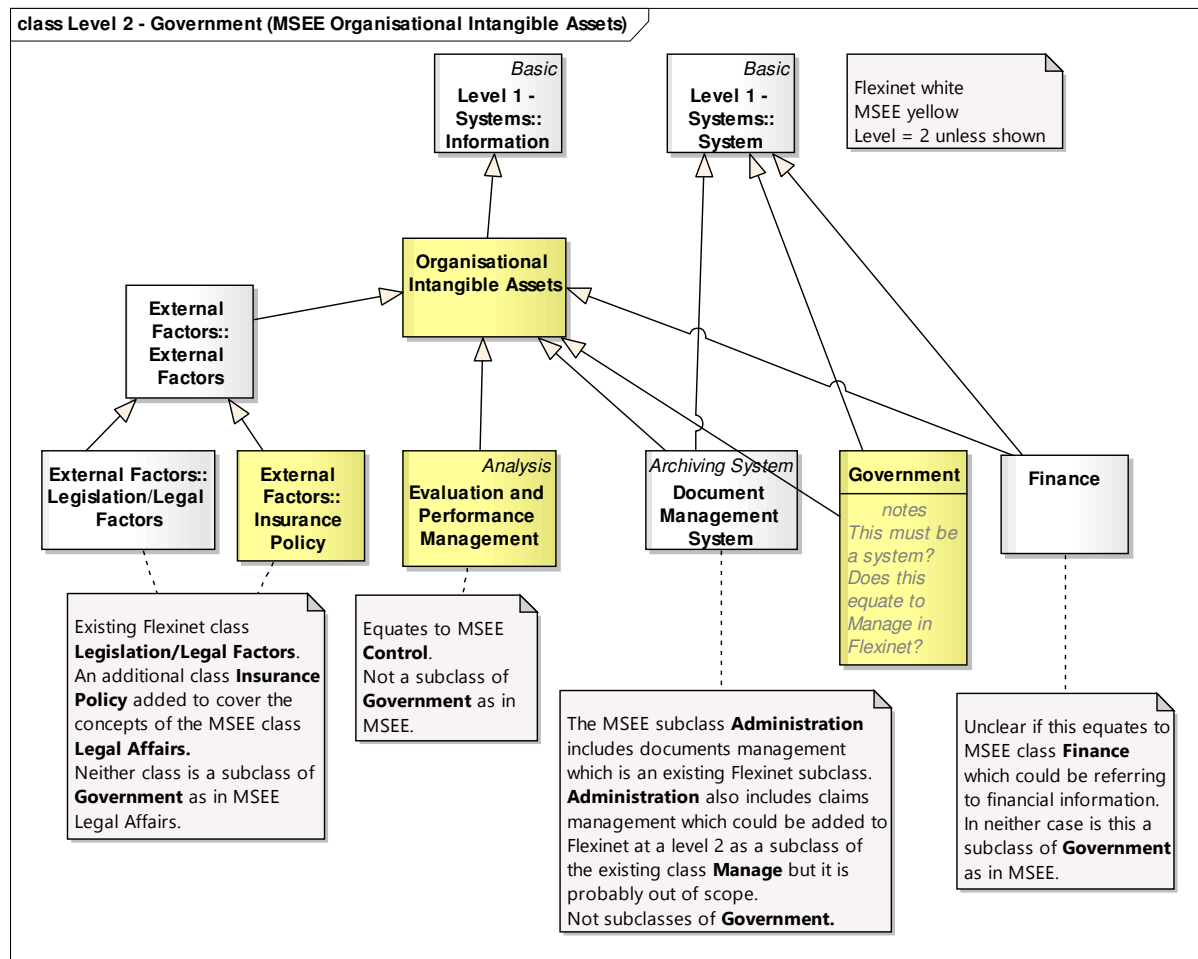 class Level 2 - Government (MSEE Organisational Intangible Assets)
Basic
Level 1 -
Systems::
Information
Basic
Level 1 -
Systems::
System
Flexinet white
MSEE yellow
Level = 2 unless shown
Organisational
Intangible Assets
External
Factors::
External
Factors
External Factors::
Legislation/Legal
Factors
External
Factors::
Insurance
Policy
Analysis
Evaluation and
Performance
Management
Archiving System
Document
Management
System
Government
notes
This must be
a system?
Does this
equate to
Manage in
Flexinet?
Finance
Existing Flexinet class
Legislation/Legal Factors.
An additional class Insurance
Policy added to cover the
concepts of the MSEE class
Legal Affairs.
Neither class is a subclass of
Government as in MSEE
Legal Affairs.
Equates to MSEE
Control.
Not a subclass of
Government as in
MSEE.
The MSEE subclass Administration
includes documents management
which is an existing Flexinet subclass.
Administration also includes claims
management which could be added to
Flexinet at a level 2 as a subclass of
the existing class Manage but it is
probably out of scope.
Not subclasses of Government.
Unclear if this equates to
MSEE class Finance
which could be referring
to financial information.
In neither case is this a
subclass of Government
as in MSEE.